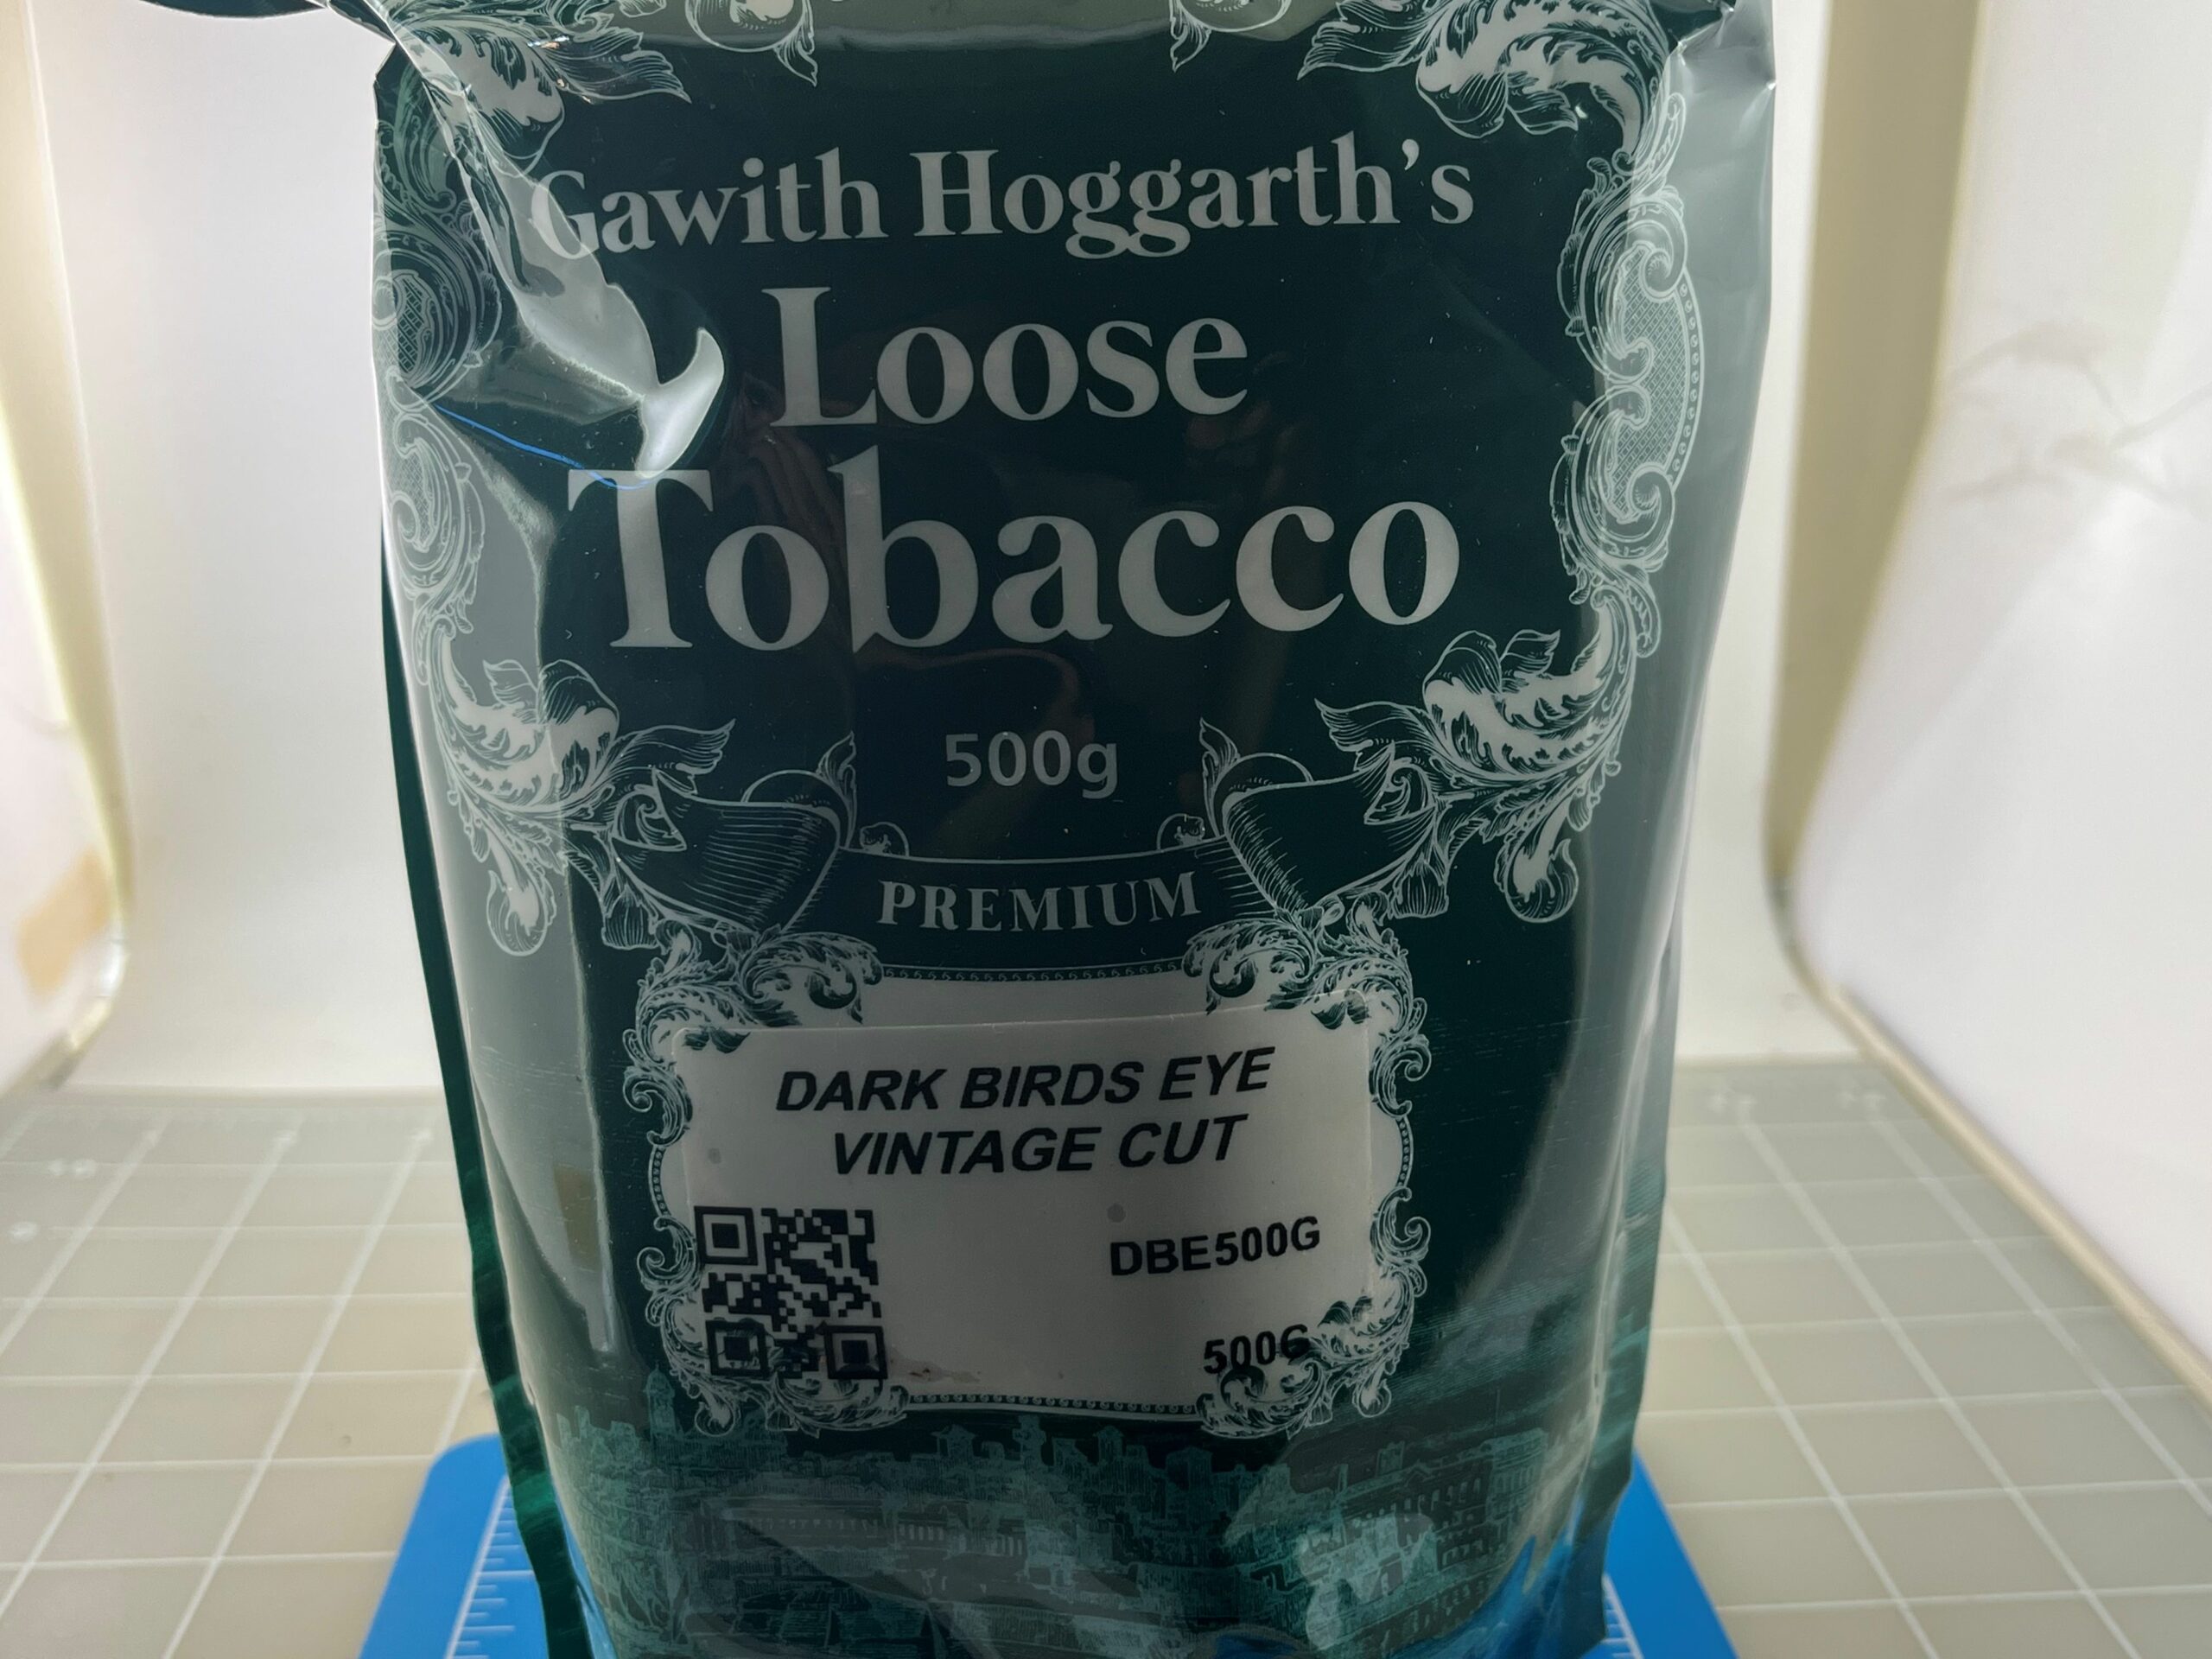 Gawith Hoggarth's
Loose
Tobacco
500g
PREMIUM
DARK BIRDS EYE
VINTAGE CUT
DBE500G
500G